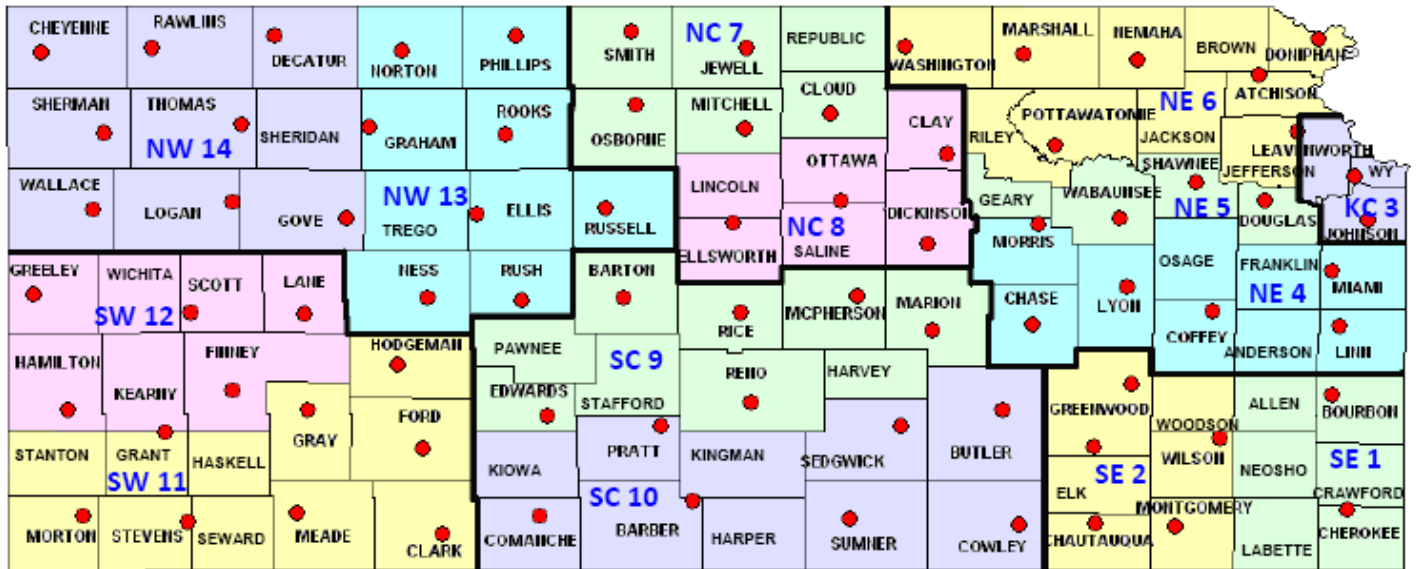 CHEYENNE
RAWLINS
DECATUR
NORTON
PHILLIPS
SMITH
NC 7
JEWELL
REPUBLIC
WASHINGTON
MARSHALL
NEMAHA
BROWN
DONIPHAN
SHERMAN
THOMAS
NW 14
SHERIDAN
GRAHAM
ROOKS
OSBORNE
MITCHELL
CLOUD
CLAY
RILEY
POTTAWATOMIE
NE 6
JACKSON
ATCHISON
LEAVENWORTH
JEFFERSON
SHAWNEE
WY
WALLACE
LOGAN
GOVE
NW 13
TREGO
ELLIS
RUSSELL
LINCOLN
OTTAWA
NC 8
SALINE
DICKINSON
GEARY
WABAUNSEE
NE 5
DOUGLAS
KC 3
JOHNSON
ELLSWORTH
MORRIS
GREELEY
WICHITA
SCOTT
LANE
SW 12
NESS
RUSH
BARTON
RICE
MCPHERSON
MARION
CHASE
LYON
OSAGE
FRANKLIN
NE 4
MIAMI
COFFEY
ANDERSON
LINN
HAMILTON
KEARNY
FINNEY
HODGEMAN
PAWNEE
SC 9
EDWARDS
STAFFORD
RENO
HARVEY
GREENWOOD
WOODSON
ALLEN
BOURBON
STANTON
GRANT
HASKELL
SW 11
GRAY
FORD
KIOWA
PRATT
KINGMAN
SEDGWICK
BUTLER
ELK
SE 2
WILSON
NEOSHO
SE 1
CRAWFORD
MORTON
STEVENS
SEWARD
MEADE
CLARK
COMANCHE
SC 10
BARBER
HARPER
SUMNER
COWLEY
CHAUTAUQUA
MONTGOMERY
LABETTE
CHEROKEE